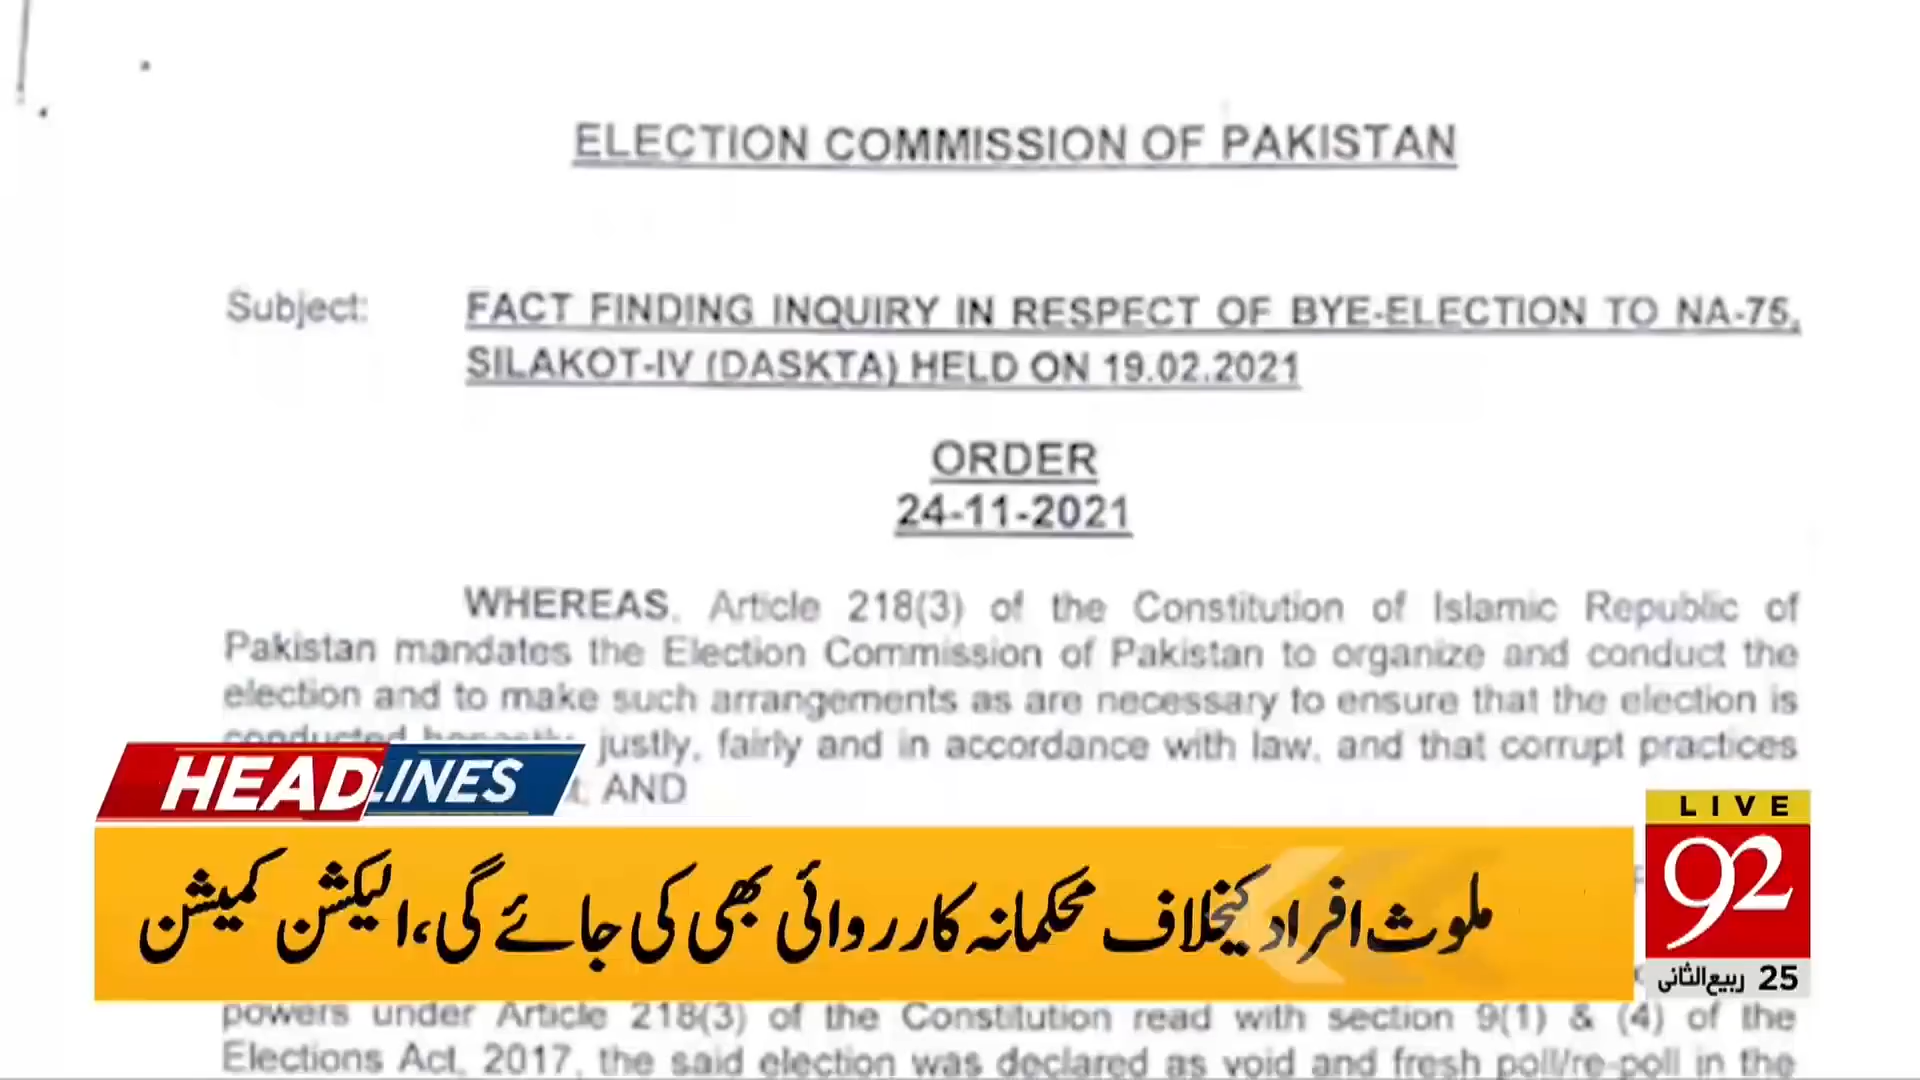 ELECTION COMMISSION OF PAKISTAN
Subject: FACT FINDING INQUIRY IN RESPECT OF BYE-ELECTION TO NA-75,
SILAKOT-IV (DASKTA) HELD ON 19.02.2021
ORDER
24-11-2021
WHEREAS, Article 218(3) of the Constitution of Islamic Republic of
Pakistan mandates the Election Commission of Pakistan to organize and conduct the
election and to make such arrangements as are necessary to ensure that the election is
conducted honestly, justly, fairly and in accordance with law, and that corrupt practices
AND
HEADLINES
ملوث افراد کیخلاف محکمانہ کارروائی بھی کی جائے گی، الیکشن کمیشن
LIVE
92
25 ربیع الثانی
powers under Article 218(3) of the Constitution read with section 9(1) & (4) of the
Elections Act, 2017, the said election was declared as void and fresh poll/re-poll in the